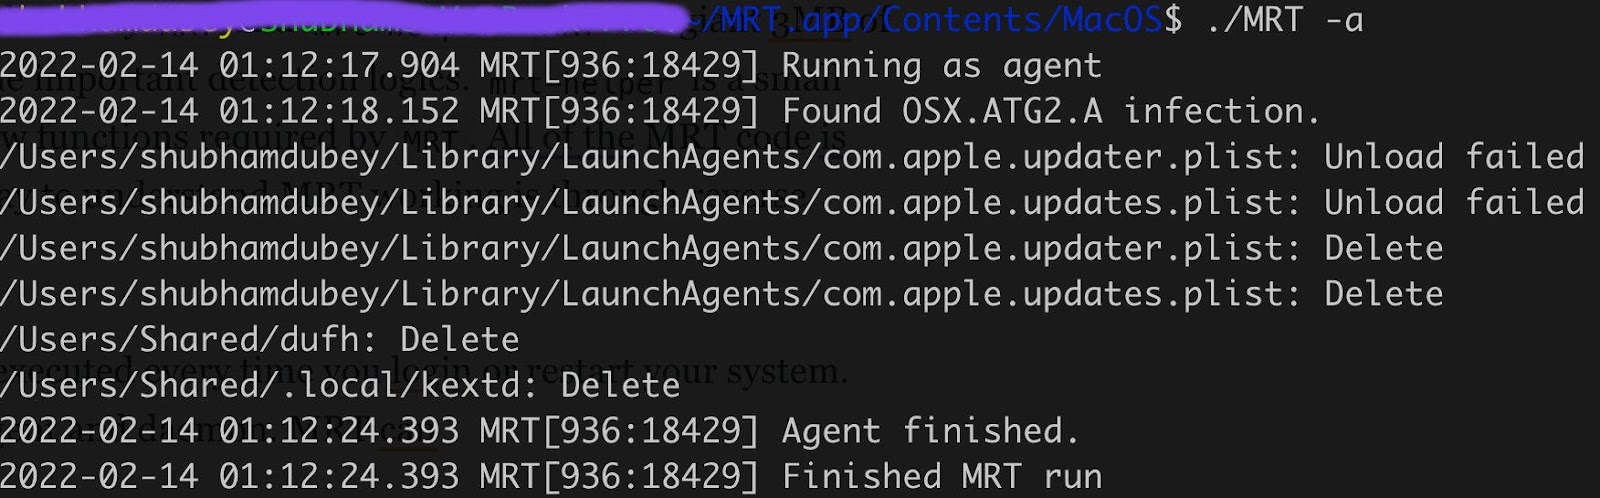 ~/MRT.app/Contents/MacOS$ ./MRT -a
2022-02-14 01:12:17.904 MRT[936:18429] Running as agent
2022-02-14 01:12:18.152 MRT[936:18429] Found OSX.ATG2.A infection.
/Users/shubhamdubey/Library/LaunchAgents/com.apple.updater.plist: Unload failed
/Users/shubhamdubey/Library/LaunchAgents/com.apple.updates.plist: Unload failed
/Users/shubhamdubey/Library/LaunchAgents/com.apple.updater.plist: Delete
/Users/shubhamdubey/Library/LaunchAgents/com.apple.updates.plist: Delete
/Users/Shared/dufh: Delete
/Users/Shared/.local/kextd: Delete
2022-02-14 01:12:24.393 MRT[936:18429] Agent finished.
2022-02-14 01:12:24.393 MRT[936:18429] Finished MRT run